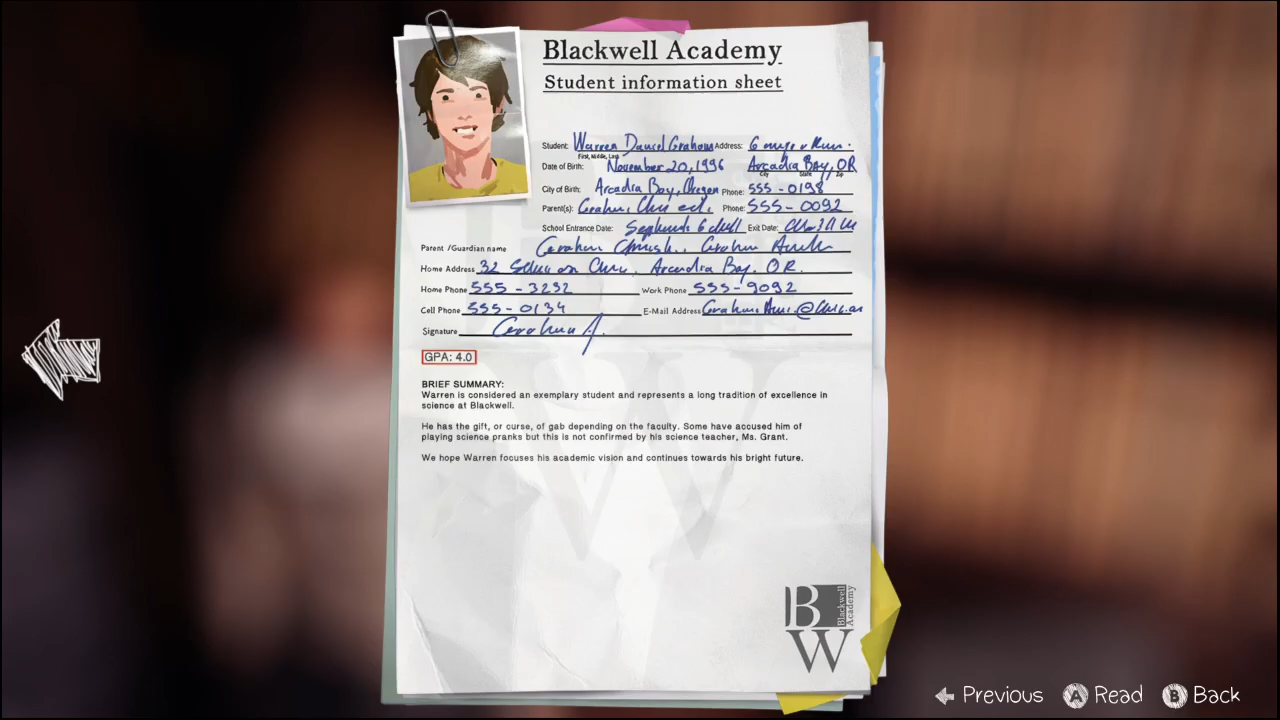 Blackwell Academy
Student information sheet
Student: Warren Daniel Graham Address:
First, Middle, Last
Date of Birth: November 20, 1996 Arcadia Bay, OR
City State Zip
City of Birth: Arcadia Bay, Oregon Phone: 555-0198
Parent(s): Phone: 555-0092
School Entrance Date: Exit Date:
Parent /Guardian name Graham
Home Address 32 Arcadia Bay. OR.
Home Phone 555-3232 Work Phone 555-9092
Cell Phone 555-0134 E-Mail Address
Signature
GPA: 4.0
BRIEF SUMMARY:
Warren is considered an exemplary student and represents a long tradition of excellence in
science at Blackwell.
He has the gift, or curse, of gab depending on the faculty. Some have accused him of
playing science pranks but this is not confirmed by his science teacher, Ms. Grant.
We hope Warren focuses his academic vision and continues towards his bright future.
B Blackwell Academy
W
Previous A Read B Back